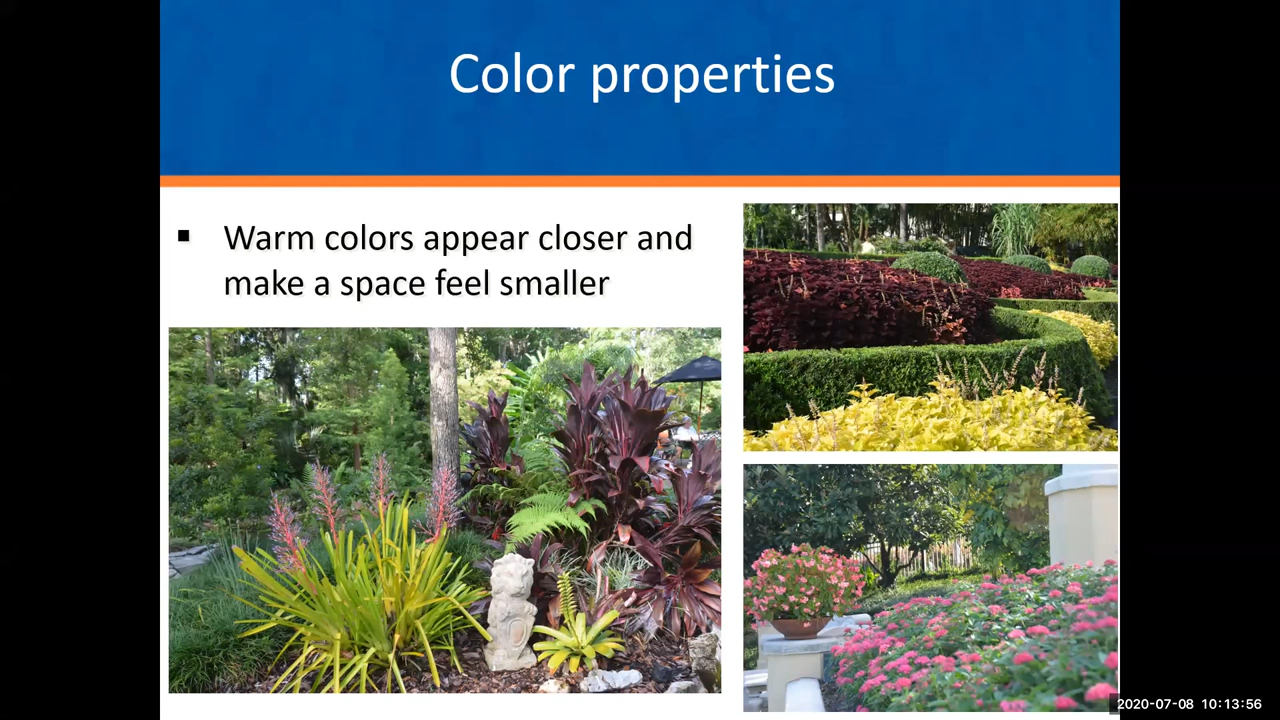 Color properties
▪ Warm colors appear closer and
make a space feel smaller
2020-07-08 10:13:56